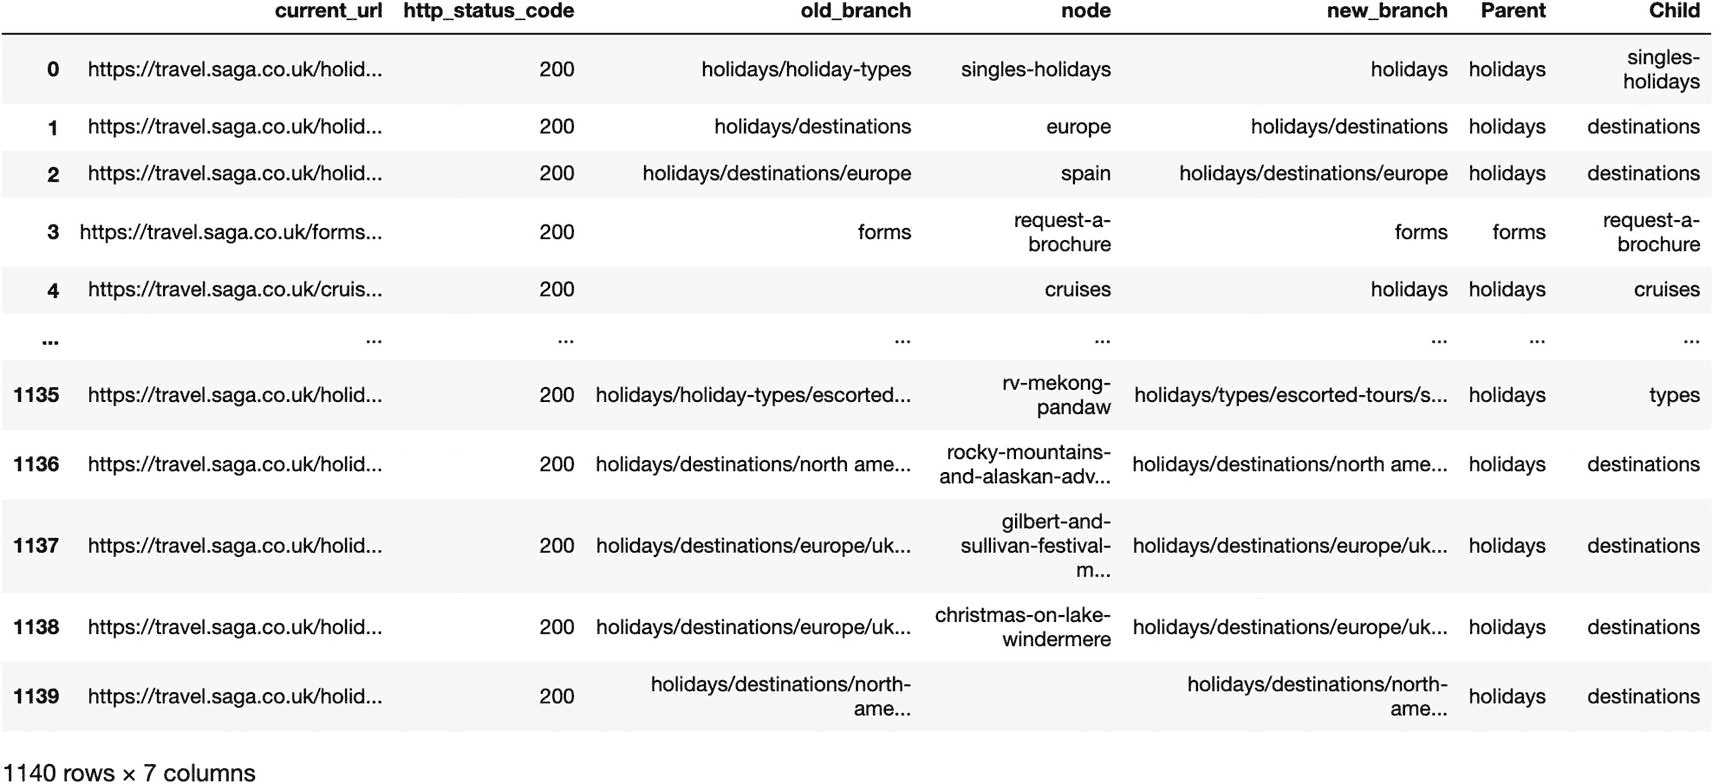 current_url http_status_code old_branch node new_branch Parent Child
0 https://travel.saga.co.uk/holid... 200 holidays/holiday-types singles-holidays holidays holidays singles-
holidays
1 https://travel.saga.co.uk/holid... 200 holidays/destinations europe holidays/destinations holidays destinations
2 https://travel.saga.co.uk/holid... 200 holidays/destinations/europe spain holidays/destinations/europe holidays destinations
3 https://travel.saga.co.uk/forms... 200 forms request-a-
brochure forms forms request-a-
brochure
4 https://travel.saga.co.uk/cruis... 200 cruises holidays holidays cruises
... ... ... ... ... ... ... ...
1135 https://travel.saga.co.uk/holid... 200 holidays/holiday-types/escorted... rv-mekong-
pandaw holidays/types/escorted-tours/s... holidays types
1136 https://travel.saga.co.uk/holid... 200 holidays/destinations/north ame... rocky-mountains-
and-alaskan-adv... holidays/destinations/north ame... holidays destinations
1137 https://travel.saga.co.uk/holid... 200 holidays/destinations/europe/uk... gilbert-and-
sullivan-festival-
m... holidays/destinations/europe/uk... holidays destinations
1138 https://travel.saga.co.uk/holid... 200 holidays/destinations/europe/uk... christmas-on-lake-
windermere holidays/destinations/europe/uk... holidays destinations
1139 https://travel.saga.co.uk/holid... 200 holidays/destinations/north-
ame... holidays/destinations/north-
ame... holidays destinations
1140 rows × 7 columns